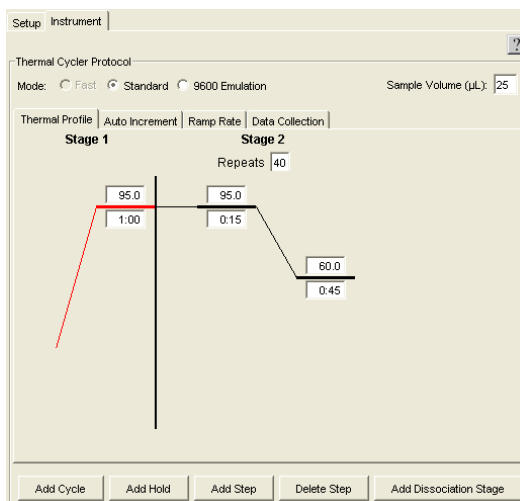 Setup Instrument
?
Thermal Cycler Protocol
Mode: Fast Standard 9600 Emulation Sample Volume (µL): 25
Thermal Profile Auto Increment Ramp Rate Data Collection
Stage 1 Stage 2
Repeats 40
95.0 95.0
1:00 0:15
60.0
0:45
Add Cycle Add Hold Add Step Delete Step Add Dissociation Stage